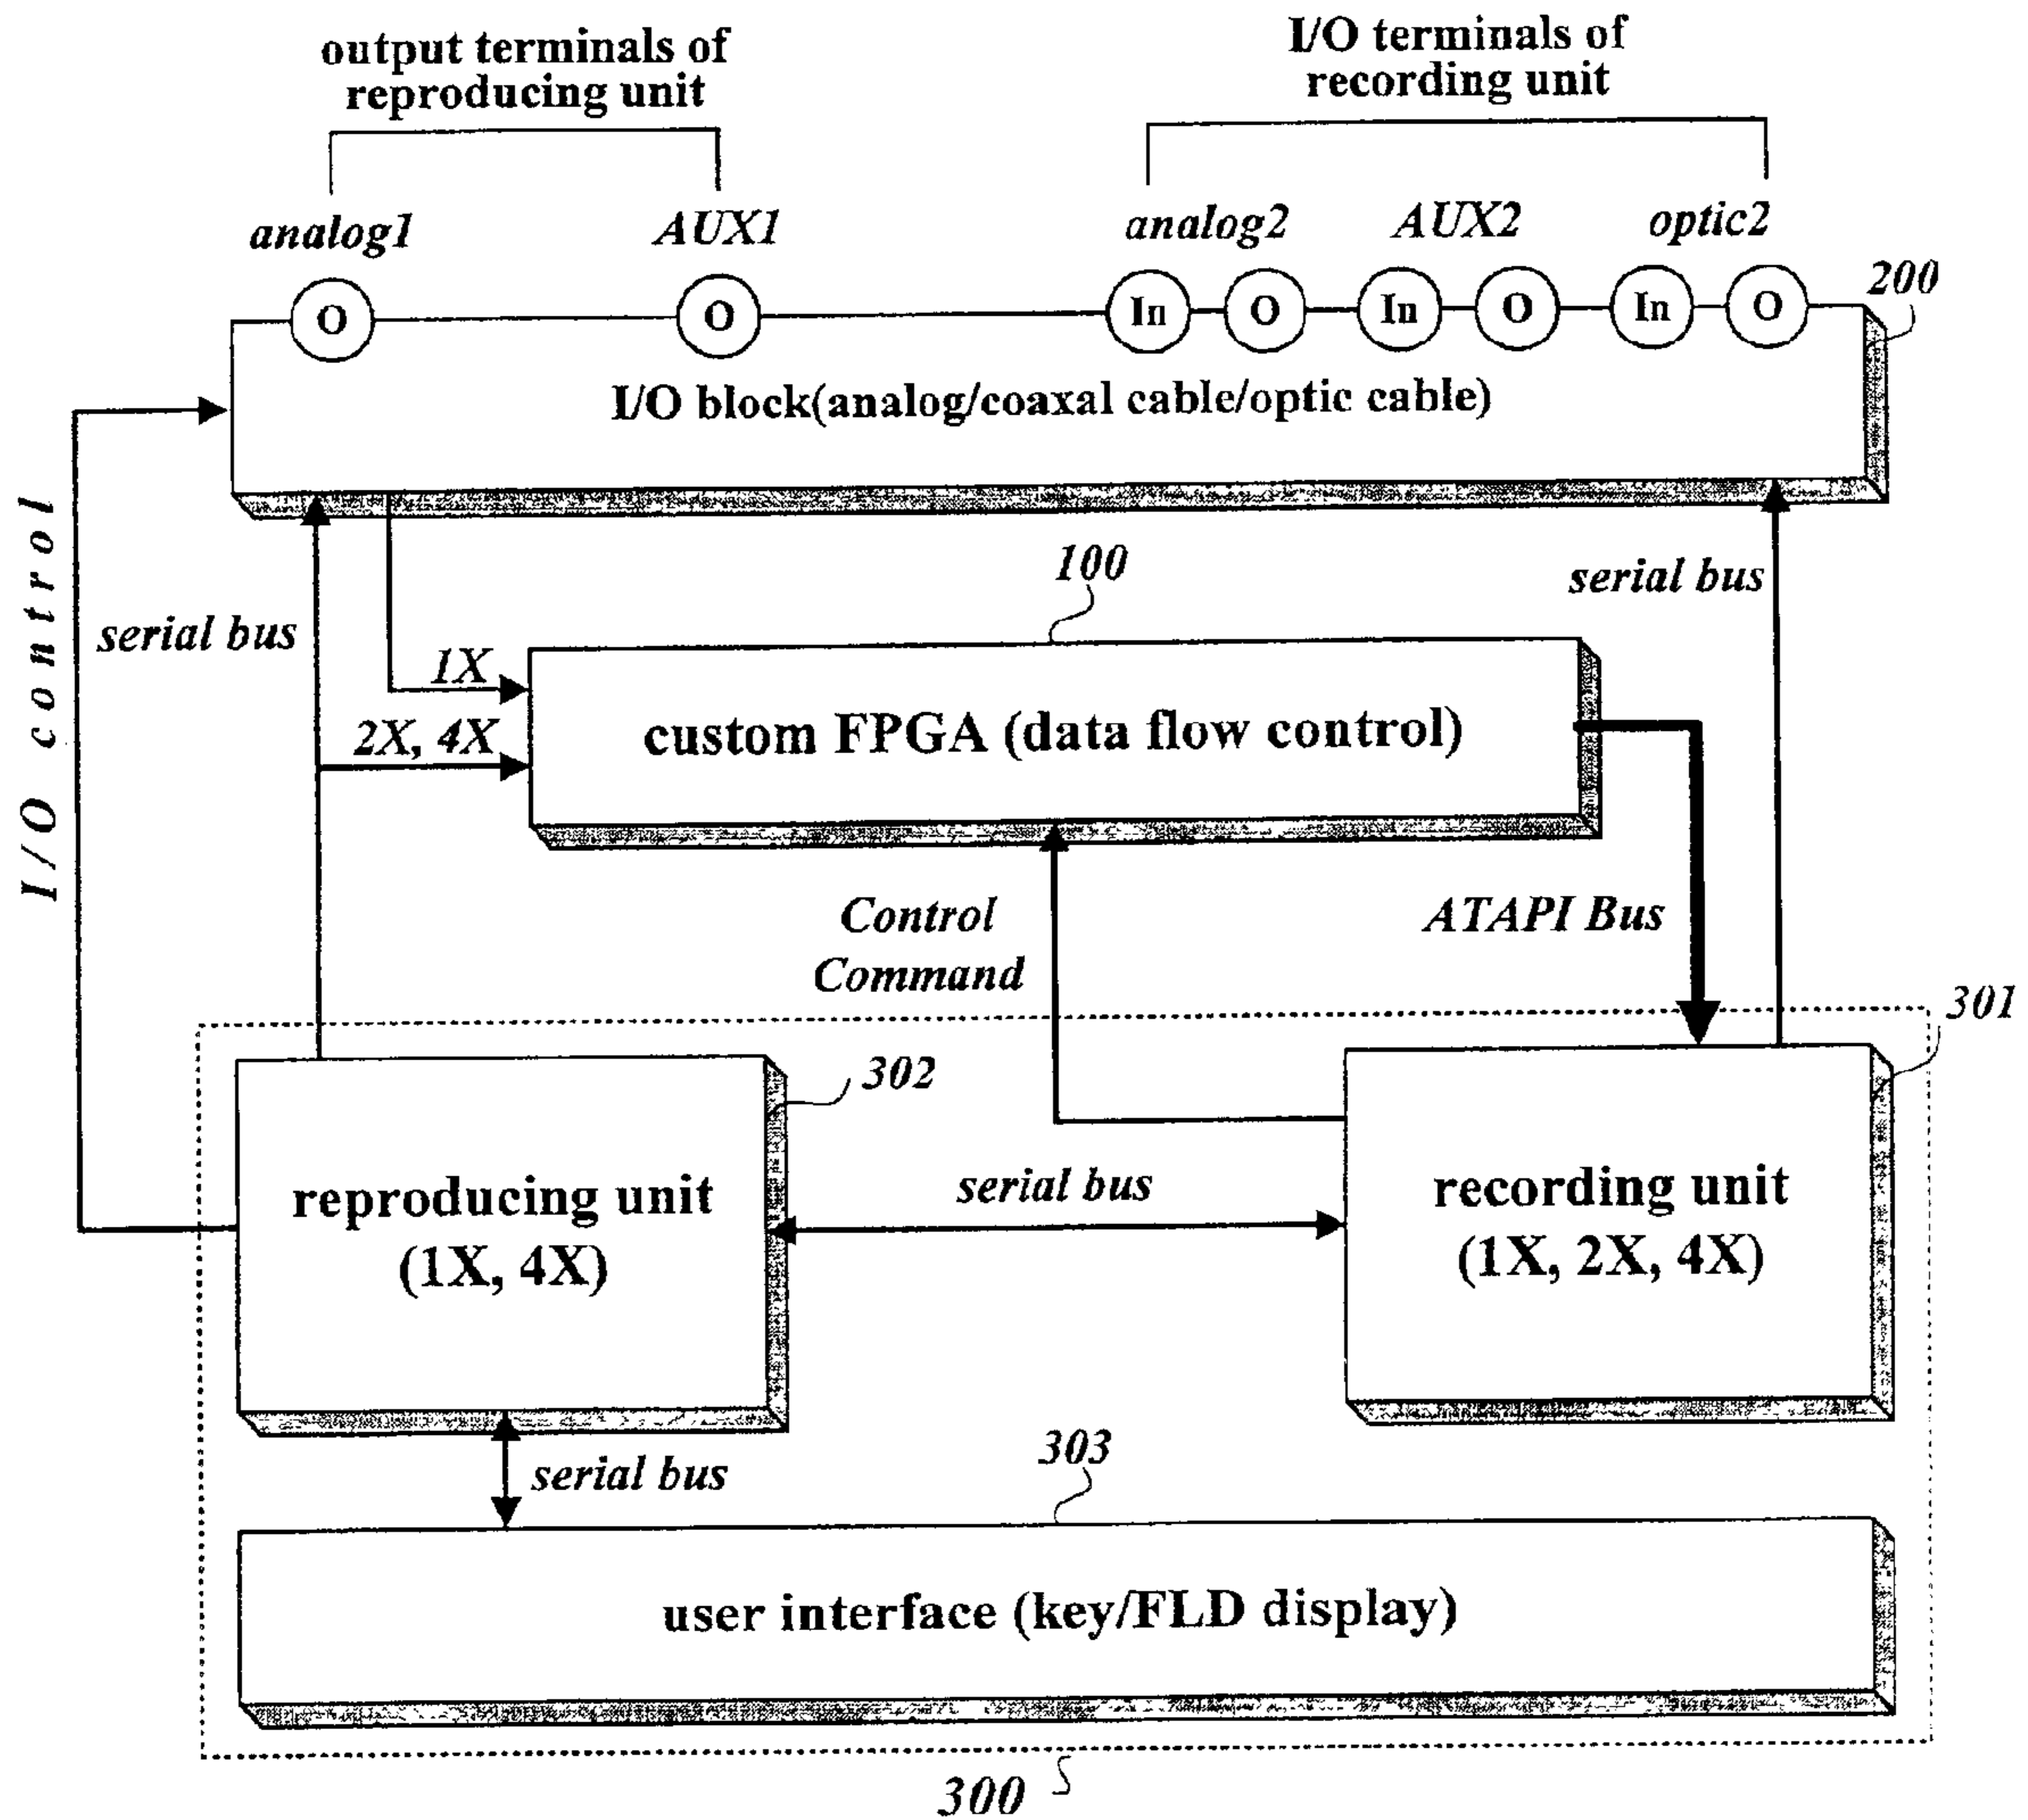 output terminals of
reproducing unit
I/O terminals of
recording unit
analog1
AUX1
analog2
AUX2
optic2
O
O
In
O
In
O
In
O
200
I/O block(analog/coaxal cable/optic cable)
I/O control
serial bus
1X
2X, 4X
100
serial bus
custom FPGA (data flow control)
Control
Command
ATAPI Bus
301
302
reproducing unit
(1X, 4X)
serial bus
recording unit
(1X, 2X, 4X)
serial bus
303
user interface (key/FLD display)
300